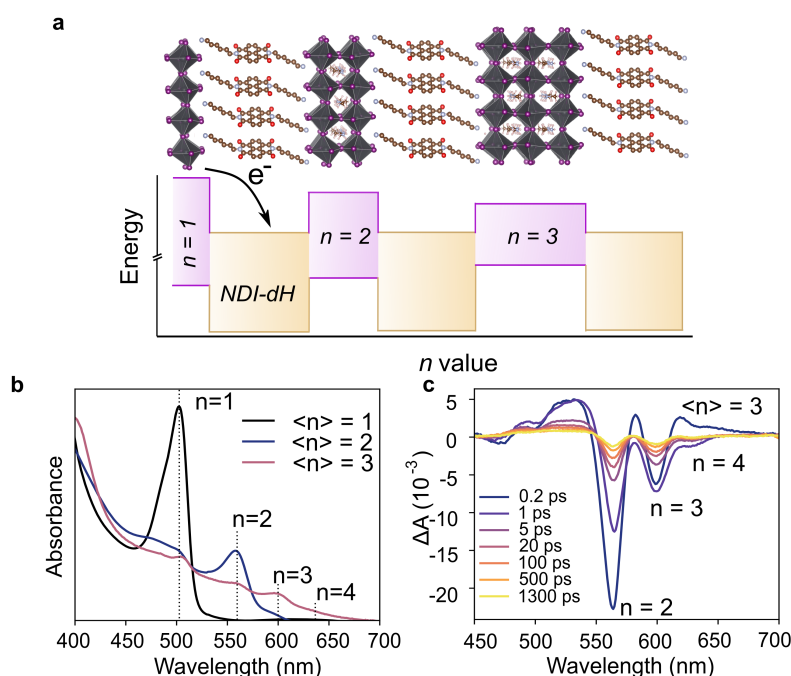 a
e-
Energy
n = 1
NDI-dH
n = 2
n = 3
n value
b
Absorbance
n=1
<n> = 1
<n> = 2
<n> = 3
n=2
n=3
n=4
400 450 500 550 600 650 700
Wavelength (nm)
c
ΔA (10⁻³)
5
0
-5
-10
-15
-20
<n> = 3
n = 4
n = 3
n = 2
0.2 ps
1 ps
5 ps
20 ps
100 ps
500 ps
1300 ps
450 500 550 600 650 700
Wavelength (nm)